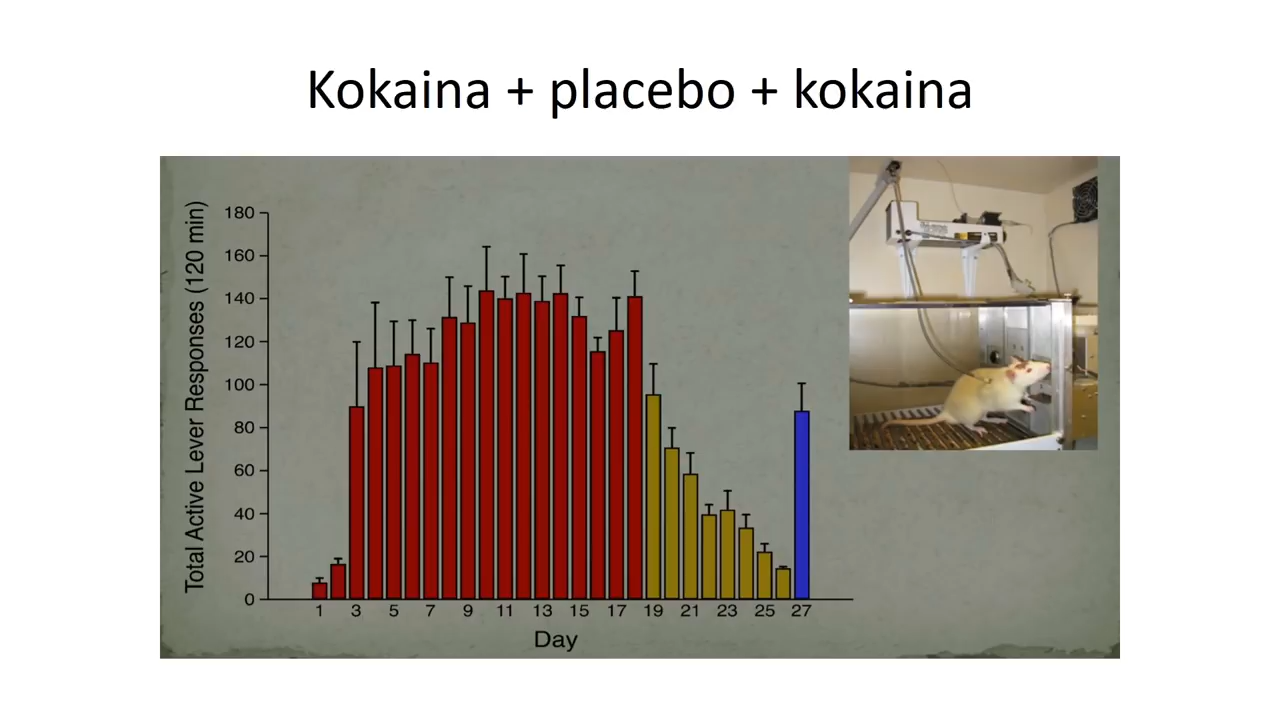 Kokaina + placebo + kokaina
Total Active Lever Responses (120 min)
180
160
140
120
100
80
60
40
20
0
1 3 5 7 9 11 13 15 17 19 21 23 25 27
Day